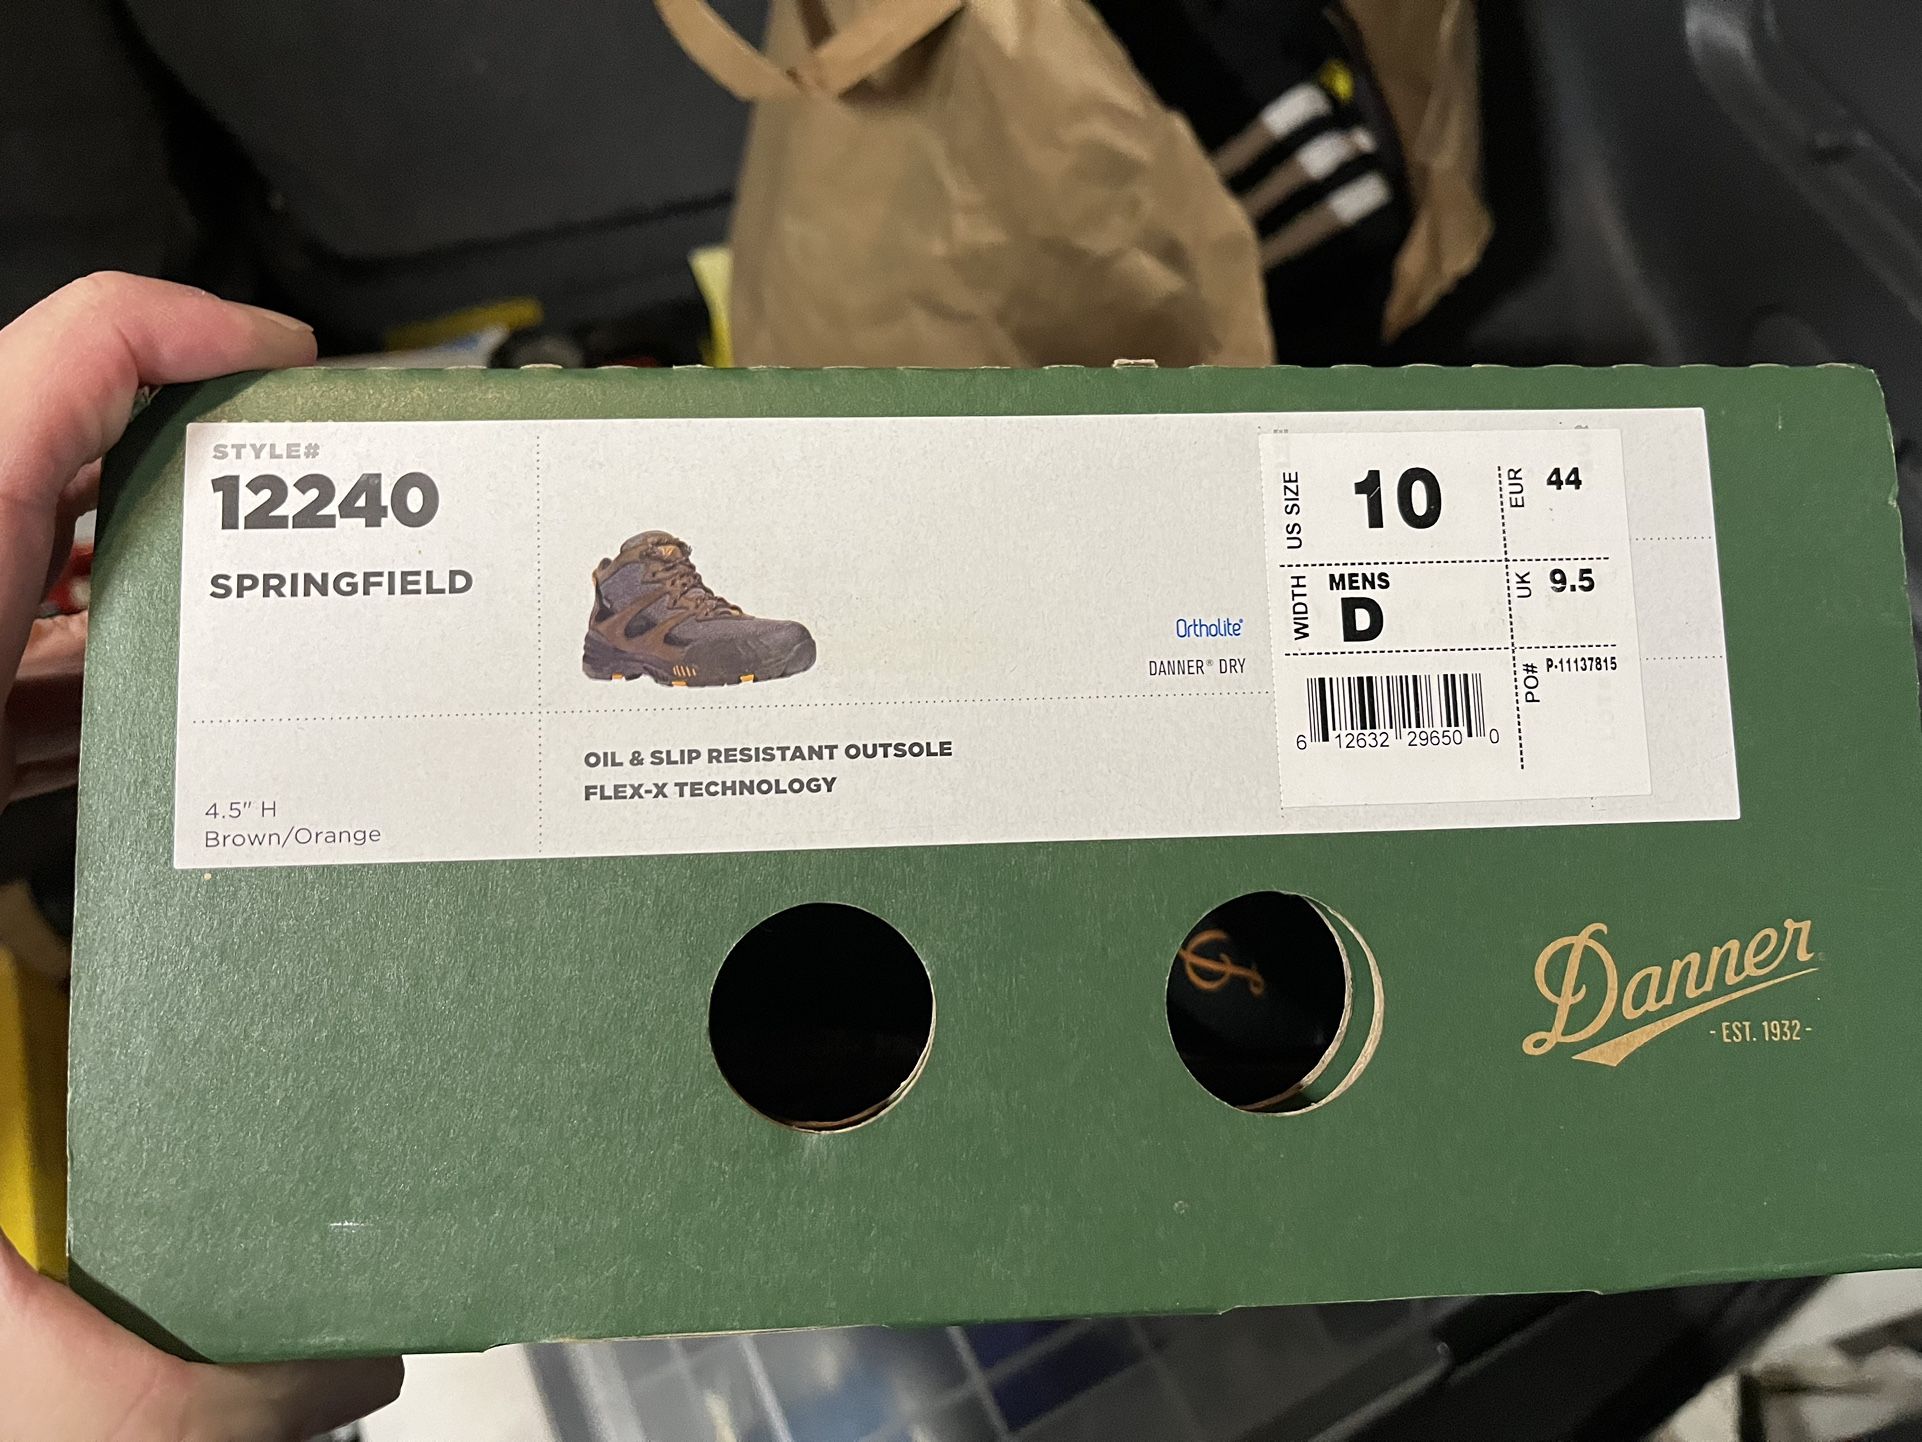 STYLE#
12240
SPRINGFIELD
4.5" H
Brown/Orange
Ortholite®
DANNER® DRY
OIL & SLIP RESISTANT OUTSOLE
FLEX-X TECHNOLOGY
US SIZE
10
EUR
44
WIDTH
MENS
D
UK
9.5
PO#
P-11137815
6 12632 29650 0
Danner
- EST. 1932 -